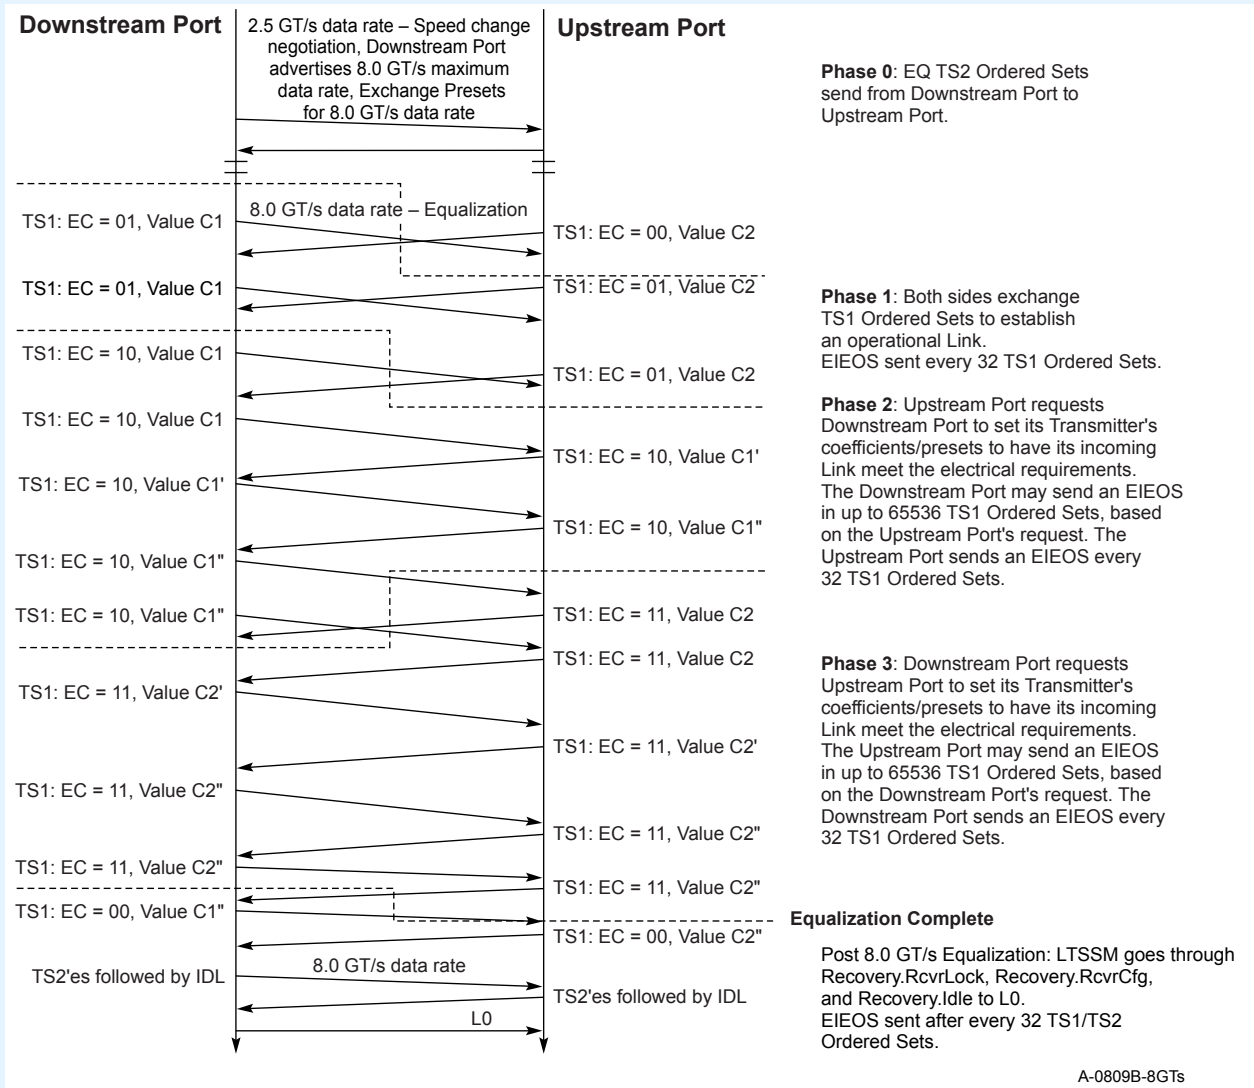 Downstream Port
2.5 GT/s data rate – Speed change
negotiation, Downstream Port
advertises 8.0 GT/s maximum
data rate, Exchange Presets
for 8.0 GT/s data rate
Upstream Port
Phase 0: EQ TS2 Ordered Sets
send from Downstream Port to
Upstream Port.
8.0 GT/s data rate – Equalization
TS1: EC = 01, Value C1
TS1: EC = 00, Value C2
TS1: EC = 01, Value C1
TS1: EC = 01, Value C2
Phase 1: Both sides exchange
TS1 Ordered Sets to establish
an operational Link.
EIEOS sent every 32 TS1 Ordered Sets.
TS1: EC = 10, Value C1
TS1: EC = 01, Value C2
TS1: EC = 10, Value C1
TS1: EC = 10, Value C1'
Phase 2: Upstream Port requests
Downstream Port to set its Transmitter's
coefficients/presets to have its incoming
Link meet the electrical requirements.
The Downstream Port may send an EIEOS
in up to 65536 TS1 Ordered Sets, based
on the Upstream Port's request. The
Upstream Port sends an EIEOS every
32 TS1 Ordered Sets.
TS1: EC = 10, Value C1'
TS1: EC = 10, Value C1"
TS1: EC = 10, Value C1"
TS1: EC = 10, Value C1"
TS1: EC = 11, Value C2
TS1: EC = 11, Value C2
Phase 3: Downstream Port requests
Upstream Port to set its Transmitter's
coefficients/presets to have its incoming
Link meet the electrical requirements.
The Upstream Port may send an EIEOS
in up to 65536 TS1 Ordered Sets, based
on the Downstream Port's request. The
Downstream Port sends an EIEOS every
32 TS1 Ordered Sets.
TS1: EC = 11, Value C2'
TS1: EC = 11, Value C2'
TS1: EC = 11, Value C2"
TS1: EC = 11, Value C2"
TS1: EC = 11, Value C2"
TS1: EC = 11, Value C2"
TS1: EC = 00, Value C1"
Equalization Complete
TS1: EC = 00, Value C2"
8.0 GT/s data rate
TS2'es followed by IDL
TS2'es followed by IDL
L0
Post 8.0 GT/s Equalization: LTSSM goes through
Recovery.RcvrLock, Recovery.RcvrCfg,
and Recovery.Idle to L0.
EIEOS sent after every 32 TS1/TS2
Ordered Sets.
A-0809B-8GTs